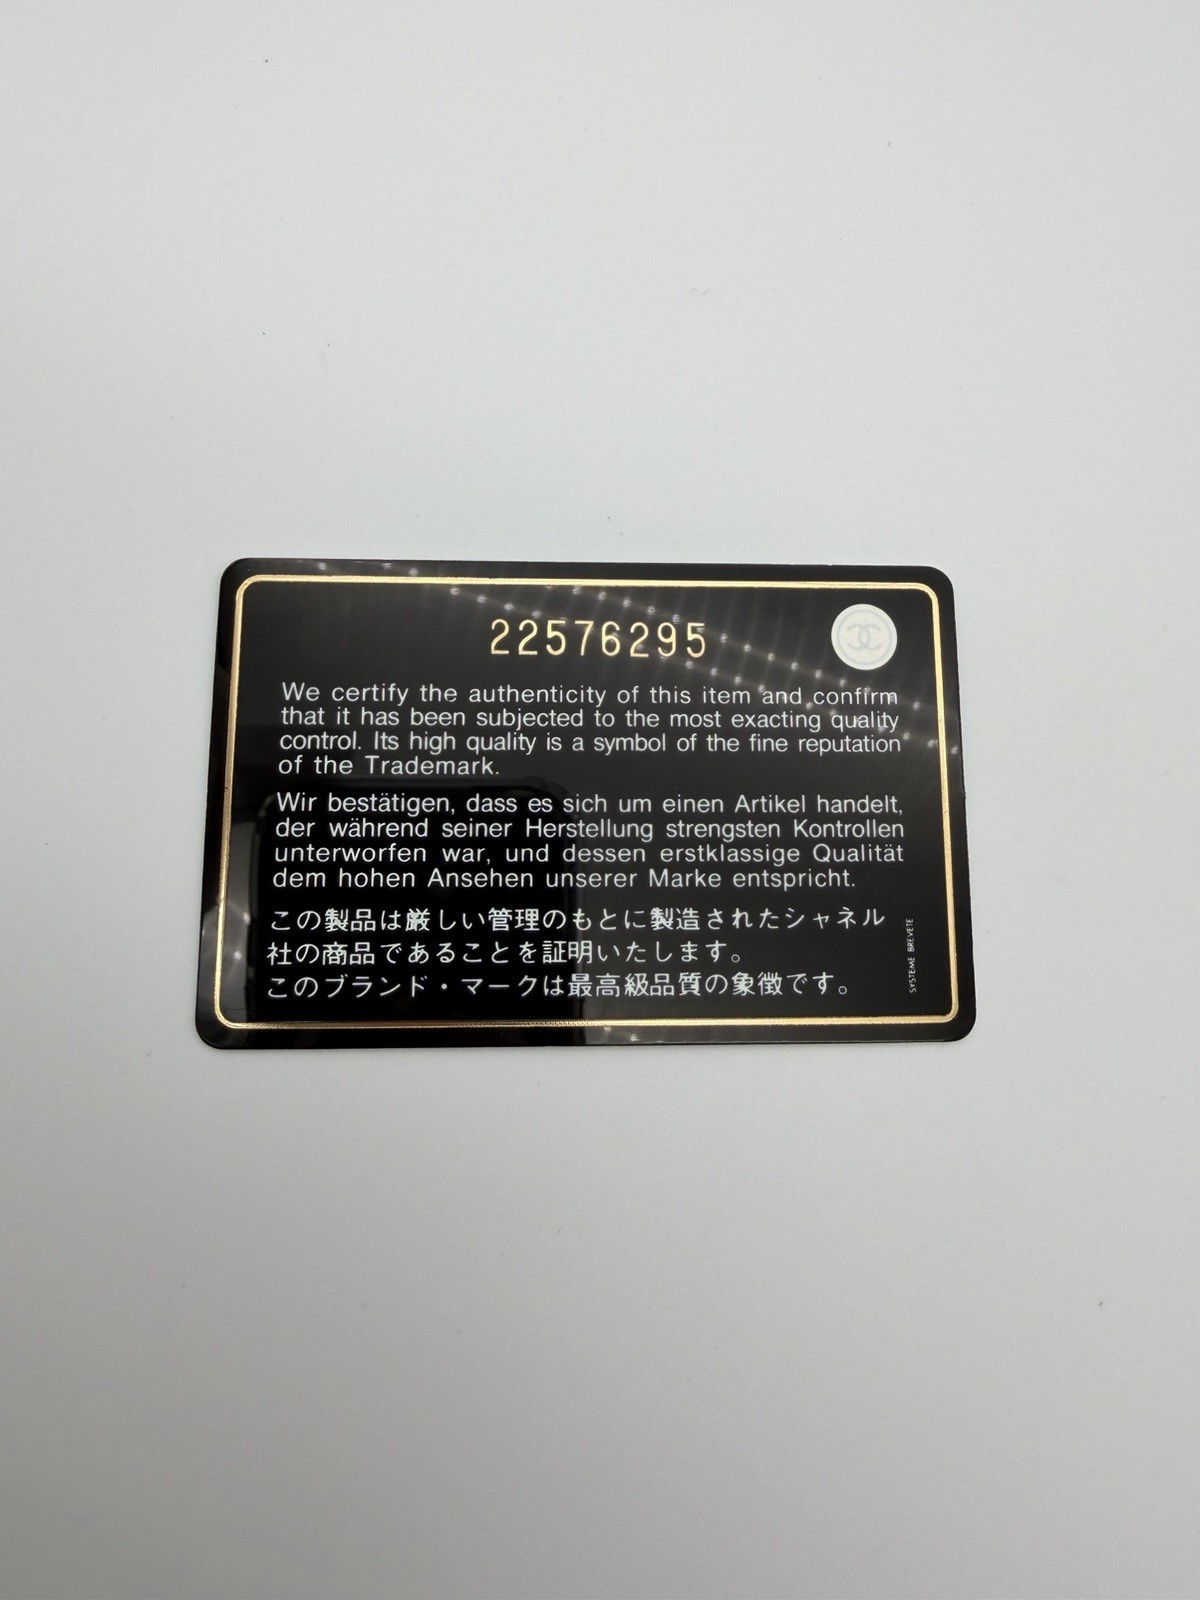 22576295
We certify the authenticity of this item and confirm
that it has been subjected to the most exacting quality
control. Its high quality is a symbol of the fine reputation
of the Trademark.
Wir bestätigen, dass es sich um einen Artikel handelt,
der während seiner Herstellung strengsten Kontrollen
unterworfen war, und dessen erstklassige Qualität
dem hohen Ansehen unserer Marke entspricht.
この製品は厳しい管理のもとに製造されたシャネル
社の商品であることを証明いたします。
このブランド・マークは最高級品質の象徴です。
SYSTEME BREVETE